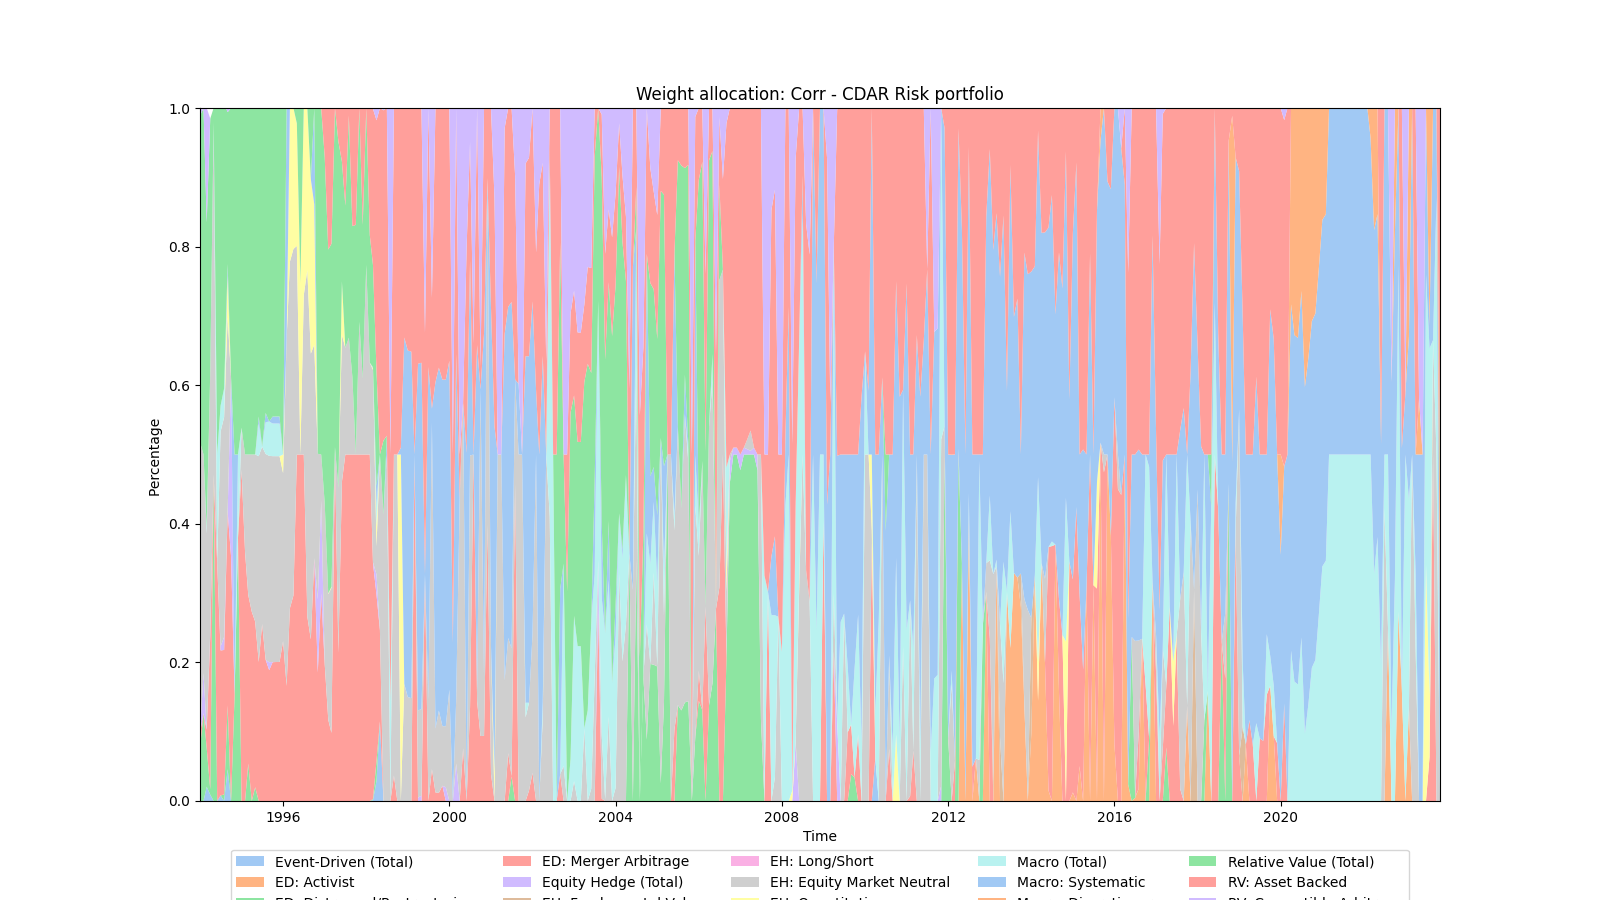 Weight allocation: Corr - CDAR Risk portfolio
1.0
0.8
0.6
0.4
0.2
0.0
Percentage
1996 2000 2004 2008 2012 2016 2020
Time
Event-Driven (Total) ED: Merger Arbitrage EH: Long/Short Macro (Total) Relative Value (Total)
ED: Activist Equity Hedge (Total) EH: Equity Market Neutral Macro: Systematic RV: Asset Backed